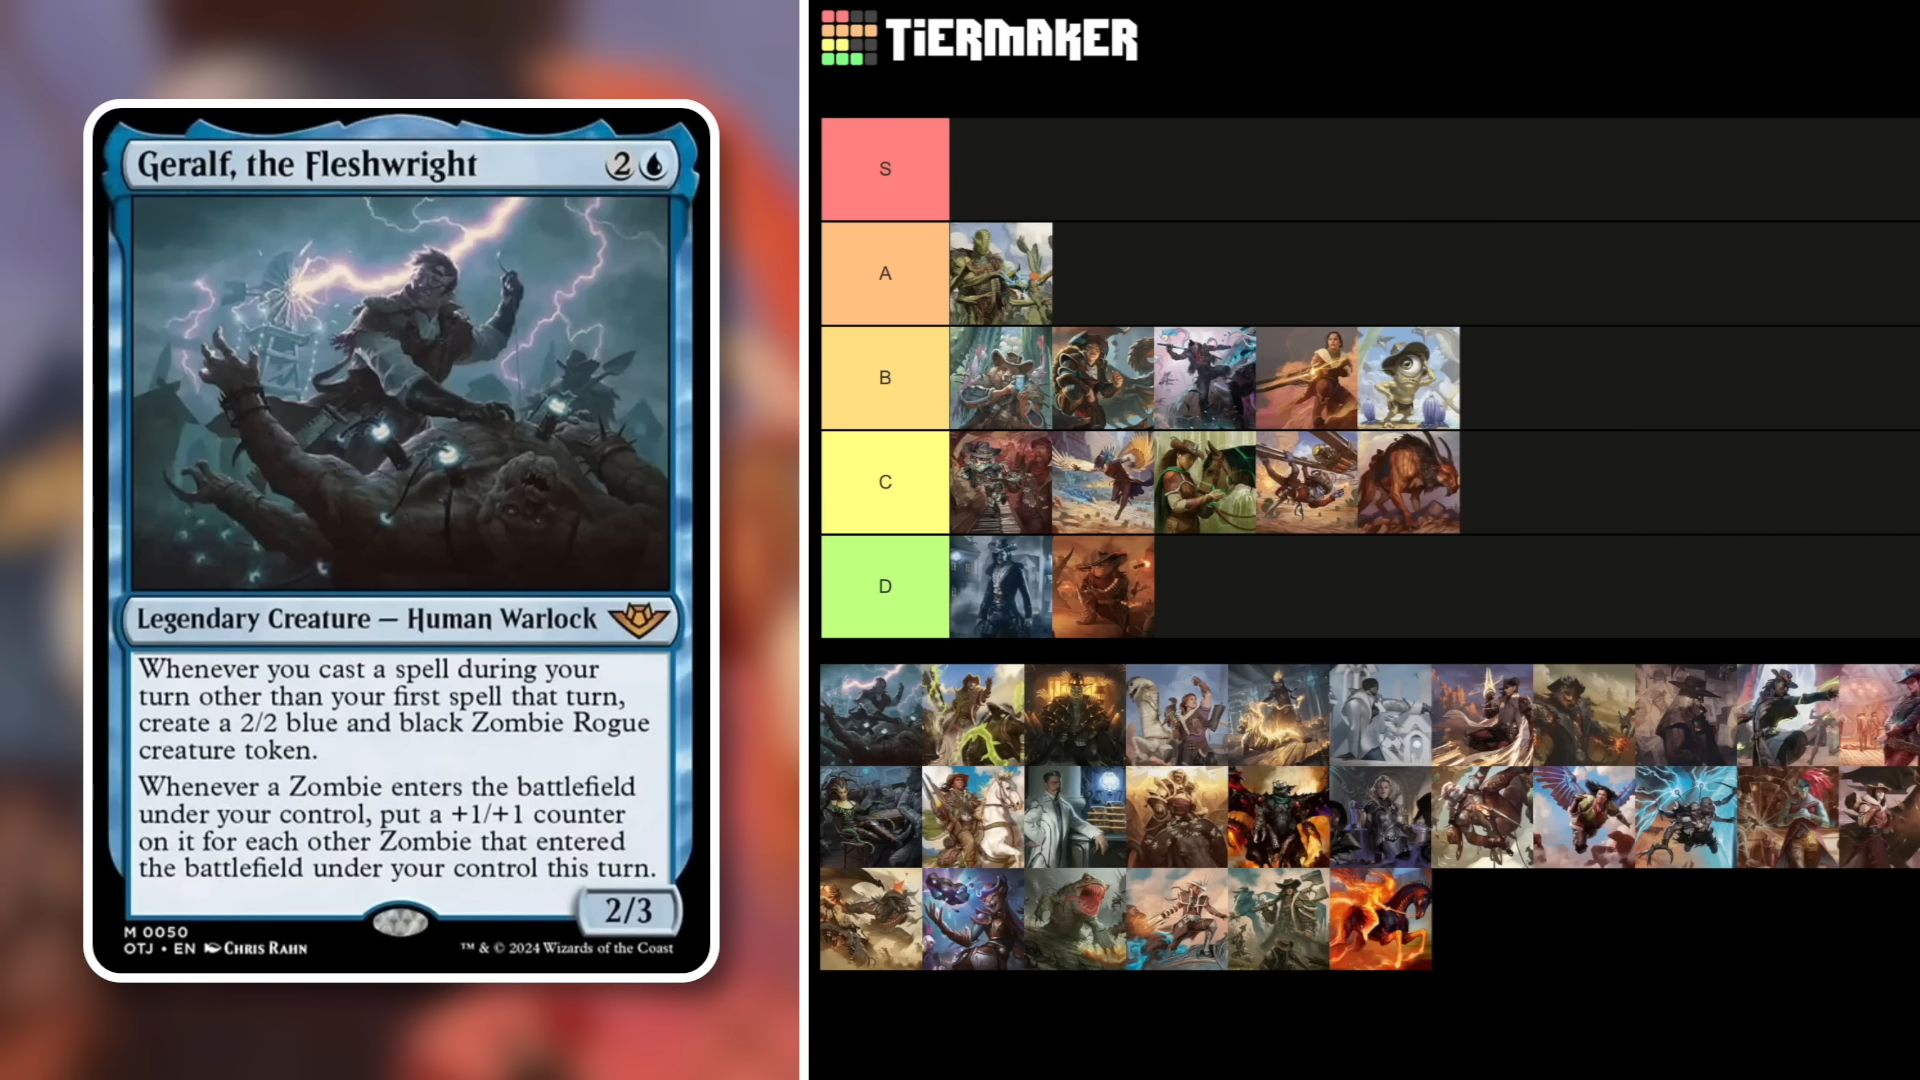 Geralf, the Fleshwright 2
Legendary Creature — Human Warlock
Whenever you cast a spell during your
turn other than your first spell that turn,
create a 2/2 blue and black Zombie Rogue
creature token.
Whenever a Zombie enters the battlefield
under your control, put a +1/+1 counter
on it for each other Zombie that entered
the battlefield under your control this turn.
2/3
M 0050
OTJ • EN CHRIS RAHN
™ & © 2024 Wizards of the Coast
TiERMAKER
S
A
B
C
D